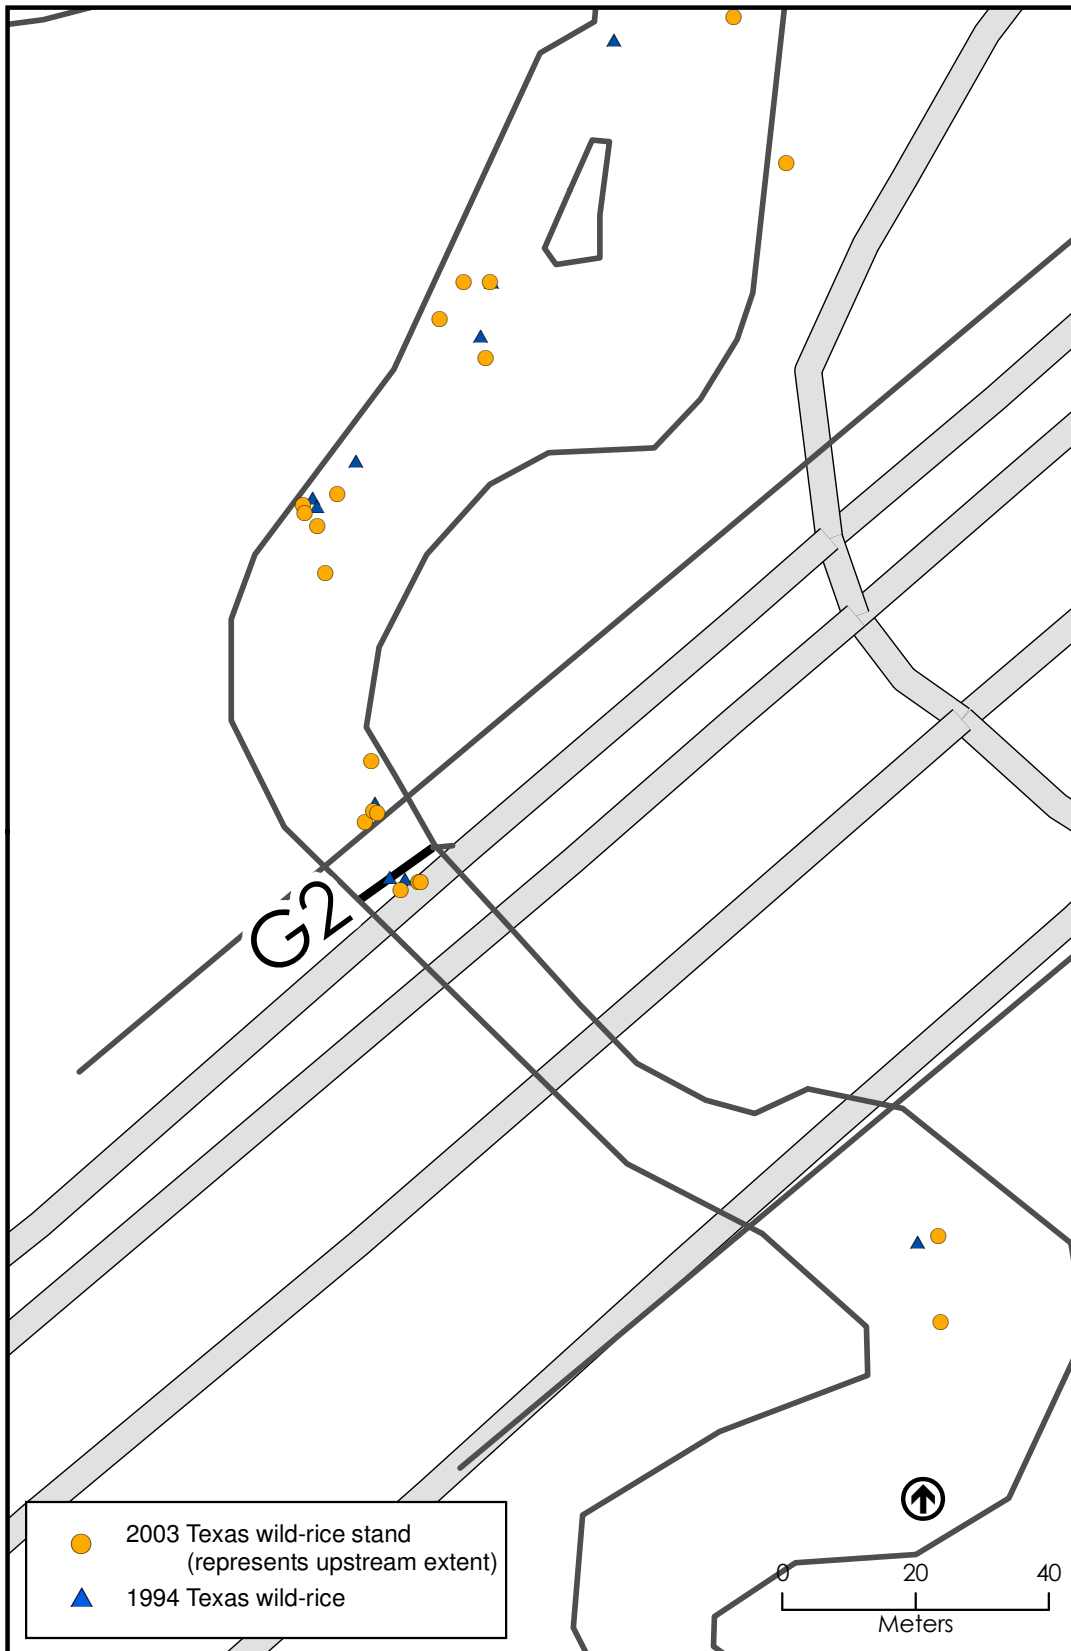 G2
2003 Texas wild-rice stand
(represents upstream extent)
1994 Texas wild-rice
0 20 40
Meters